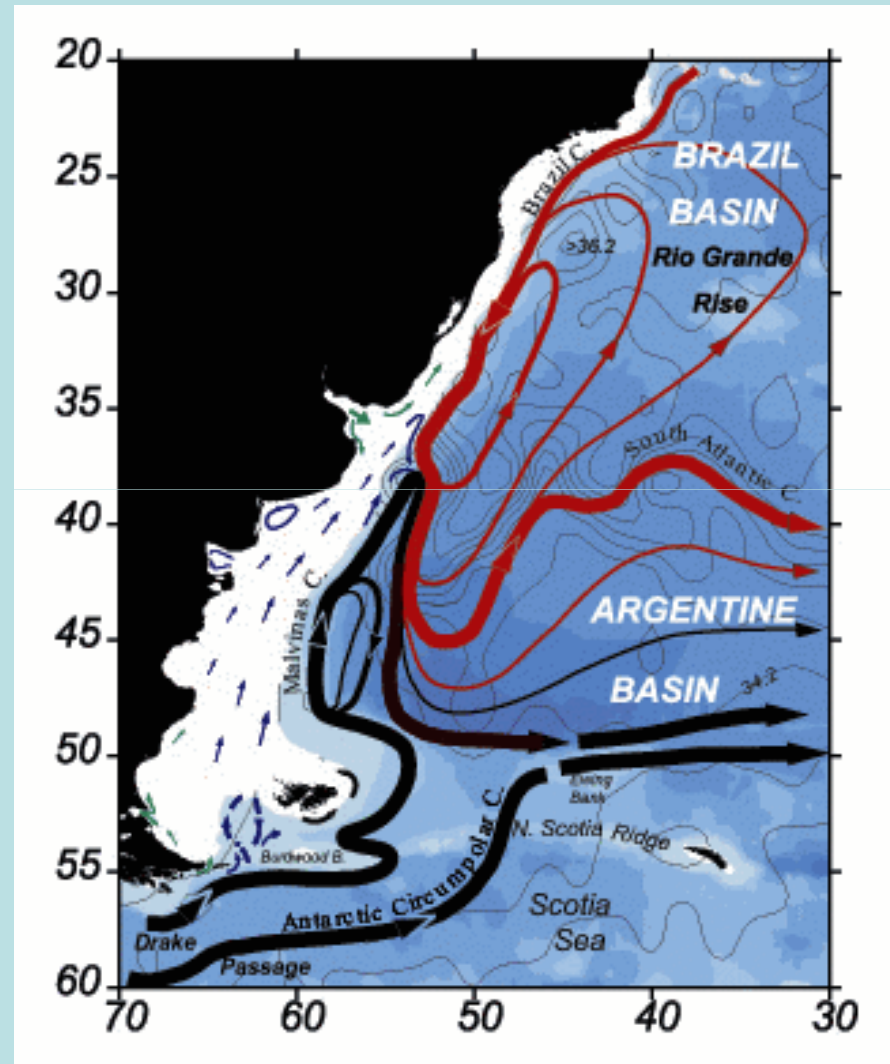 20
25
30
35
40
45
50
55
60
BRAZIL
BASIN
Brazil C.
>36.2
Rio Grande
Rise
South Atlantic C.
Malvinas C.
ARGENTINE
BASIN
34.2
Ewing
Bank
N. Scotia Ridge
Burdwood B.
Antarctic Circumpolar C.
Scotia
Sea
Drake
Passage
70
60
50
40
30